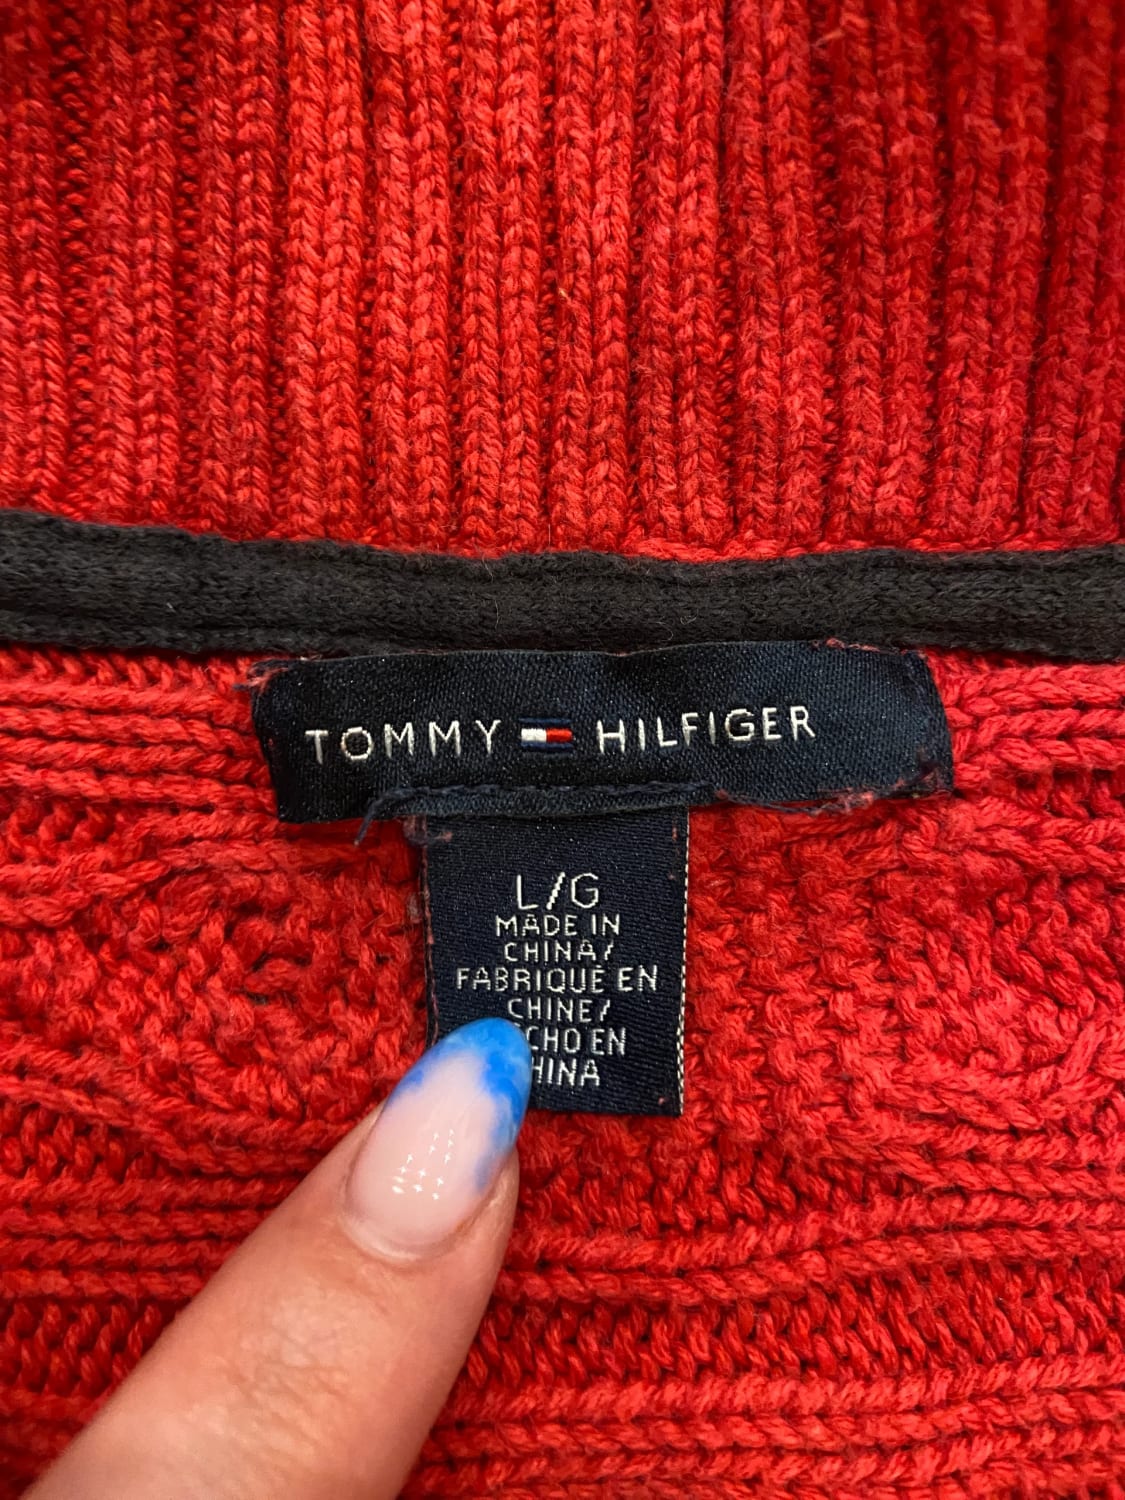 TOMMY HILFIGER
L/G
MADE IN
CHINA/
FABRIQUÉ EN
CHINE/
EN